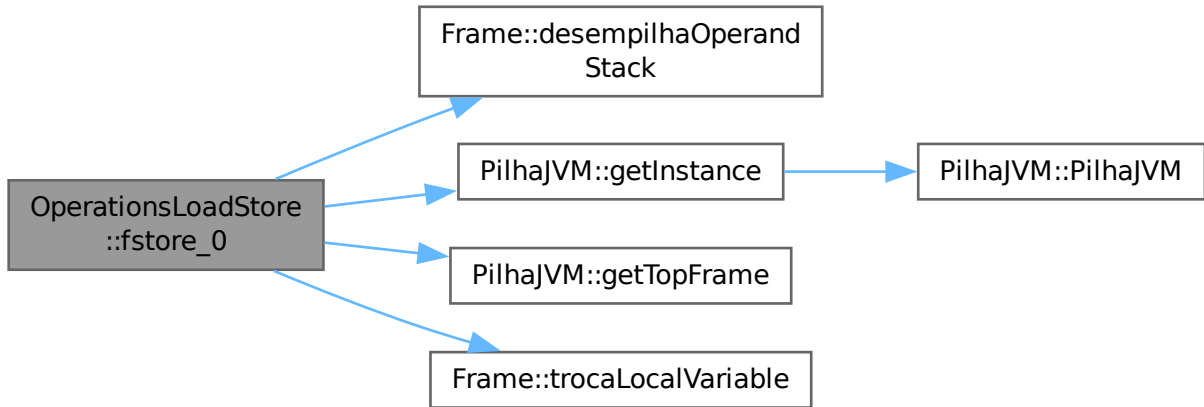 Frame::desempilhaOperand
Stack
PilhaJVM::getInstance
PilhaJVM::PilhaJVM
OperationsLoadStore
::fstore_0
PilhaJVM::getTopFrame
Frame::trocaLocalVariable